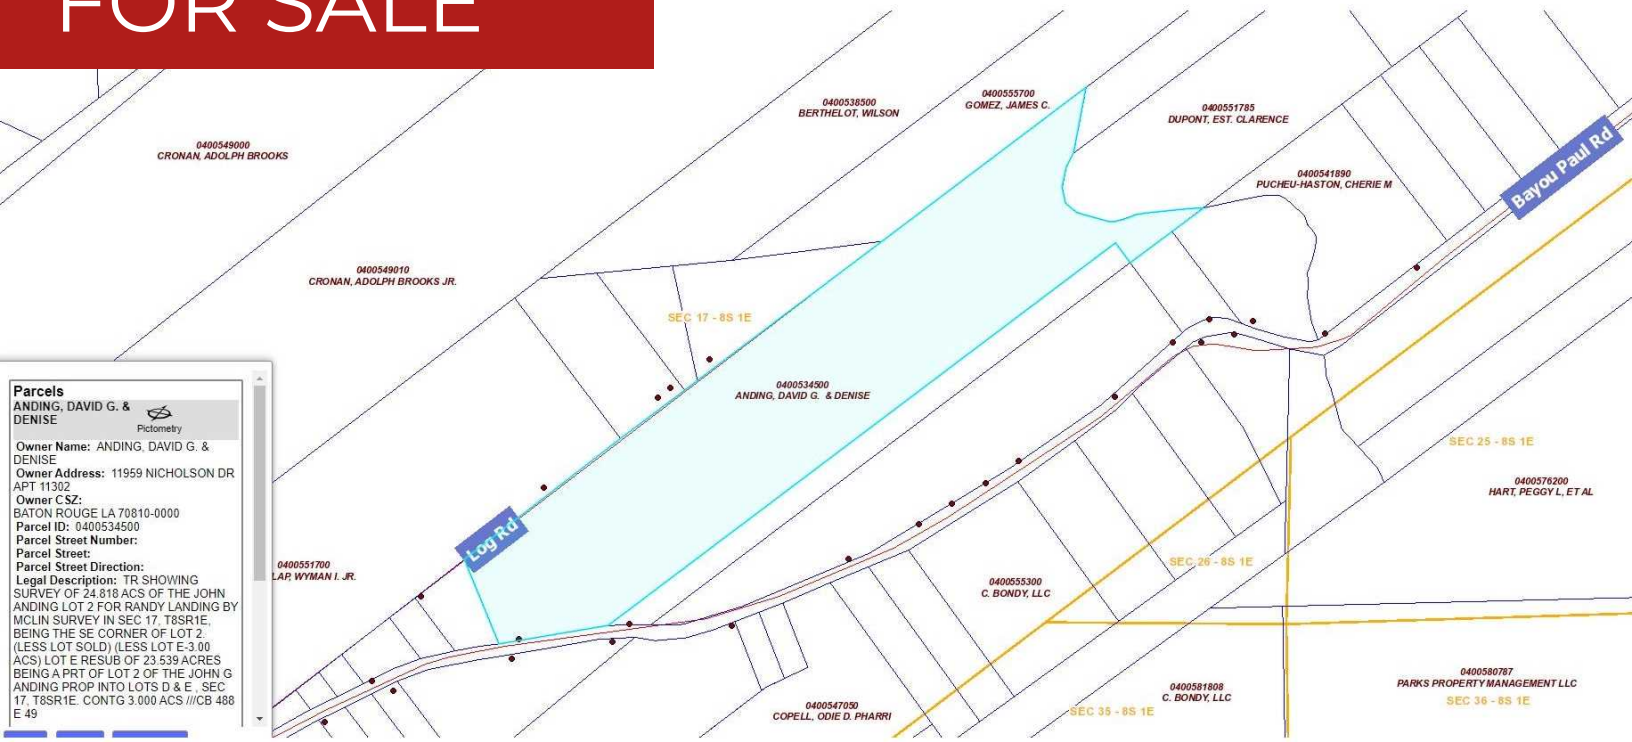 FOR SALE
0400538500
BERTHELOT, WILSON
0400555700
GOMEZ, JAMES C.
0400551785
DUPONT, EST. CLARENCE
0400549000
CRONAN, ADOLPH BROOKS
0400541890
PUCHEU-HASTON, CHERIE M
Bayou Paul Rd
0400549010
CRONAN, ADOLPH BROOKS JR.
SEC 17 - 8S 1E
0400534500
ANDING, DAVID G. & DENISE
SEC 25 - 8S 1E
0400576200
HART, PEGGY L, ET AL
Log Rd
0400551700
LAP, WYMAN I. JR.
SEC 26 - 8S 1E
0400555300
C. BONDY, LLC
0400580787
PARKS PROPERTY MANAGEMENT LLC
SEC 36 - 8S 1E
0400581808
C. BONDY, LLC
SEC 35 - 8S 1E
0400547050
COPELL, ODIE D. PHARRI
Parcels
ANDING, DAVID G. &
DENISE
Pictometry
Owner Name: ANDING, DAVID G. &
DENISE
Owner Address: 11959 NICHOLSON DR
APT 11302
Owner CSZ:
BATON ROUGE LA 70810-0000
Parcel ID: 0400534500
Parcel Street Number:
Parcel Street:
Parcel Street Direction:
Legal Description: TR SHOWING
SURVEY OF 24.818 ACS OF THE JOHN
ANDING LOT 2 FOR RANDY LANDING BY
MCLIN SURVEY IN SEC 17, T8SR1E,
BEING THE SE CORNER OF LOT 2.
(LESS LOT SOLD) (LESS LOT E-3.00
ACS) LOT E RESUB OF 23.539 ACRES
BEING A PRT OF LOT 2 OF THE JOHN G
ANDING PROP INTO LOTS D & E , SEC
17, T8SR1E. CONTG 3.000 ACS ///CB 488
E 49